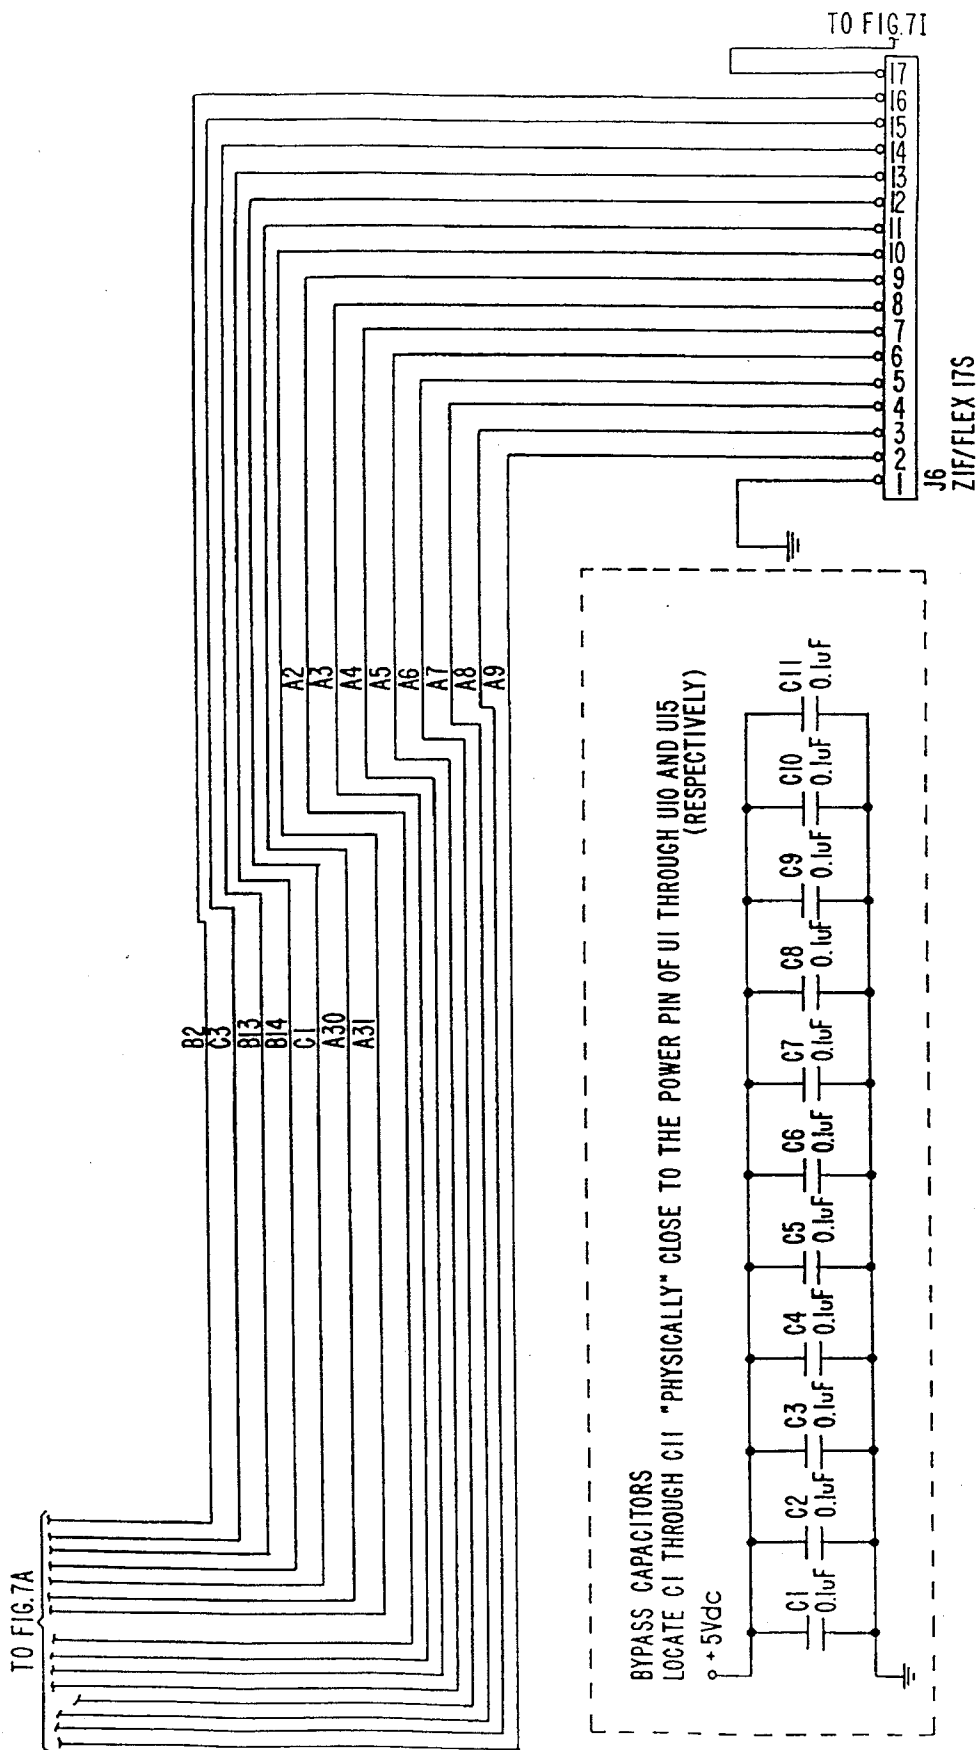 TO FIG.7I
17
16
15
14
13
12
11
10
9
8
7
6
5
4
3
2
1
J6
ZIF/FLEX 17S
A2
A3
A4
A5
A6
A7
A8
A9
B2
C3
B13
B14
C1
A30
A31
TO FIG.7A
BYPASS CAPACITORS
LOCATE C1 THROUGH C11 "PHYSICALLY" CLOSE TO THE POWER PIN OF U1 THROUGH U10 AND U15
(RESPECTIVELY)
+5Vdc
C1
0.1uF
C2
0.1uF
C3
0.1uF
C4
0.1uF
C5
0.1uF
C6
0.1uF
C7
0.1uF
C8
0.1uF
C9
0.1uF
C10
0.1uF
C11
0.1uF